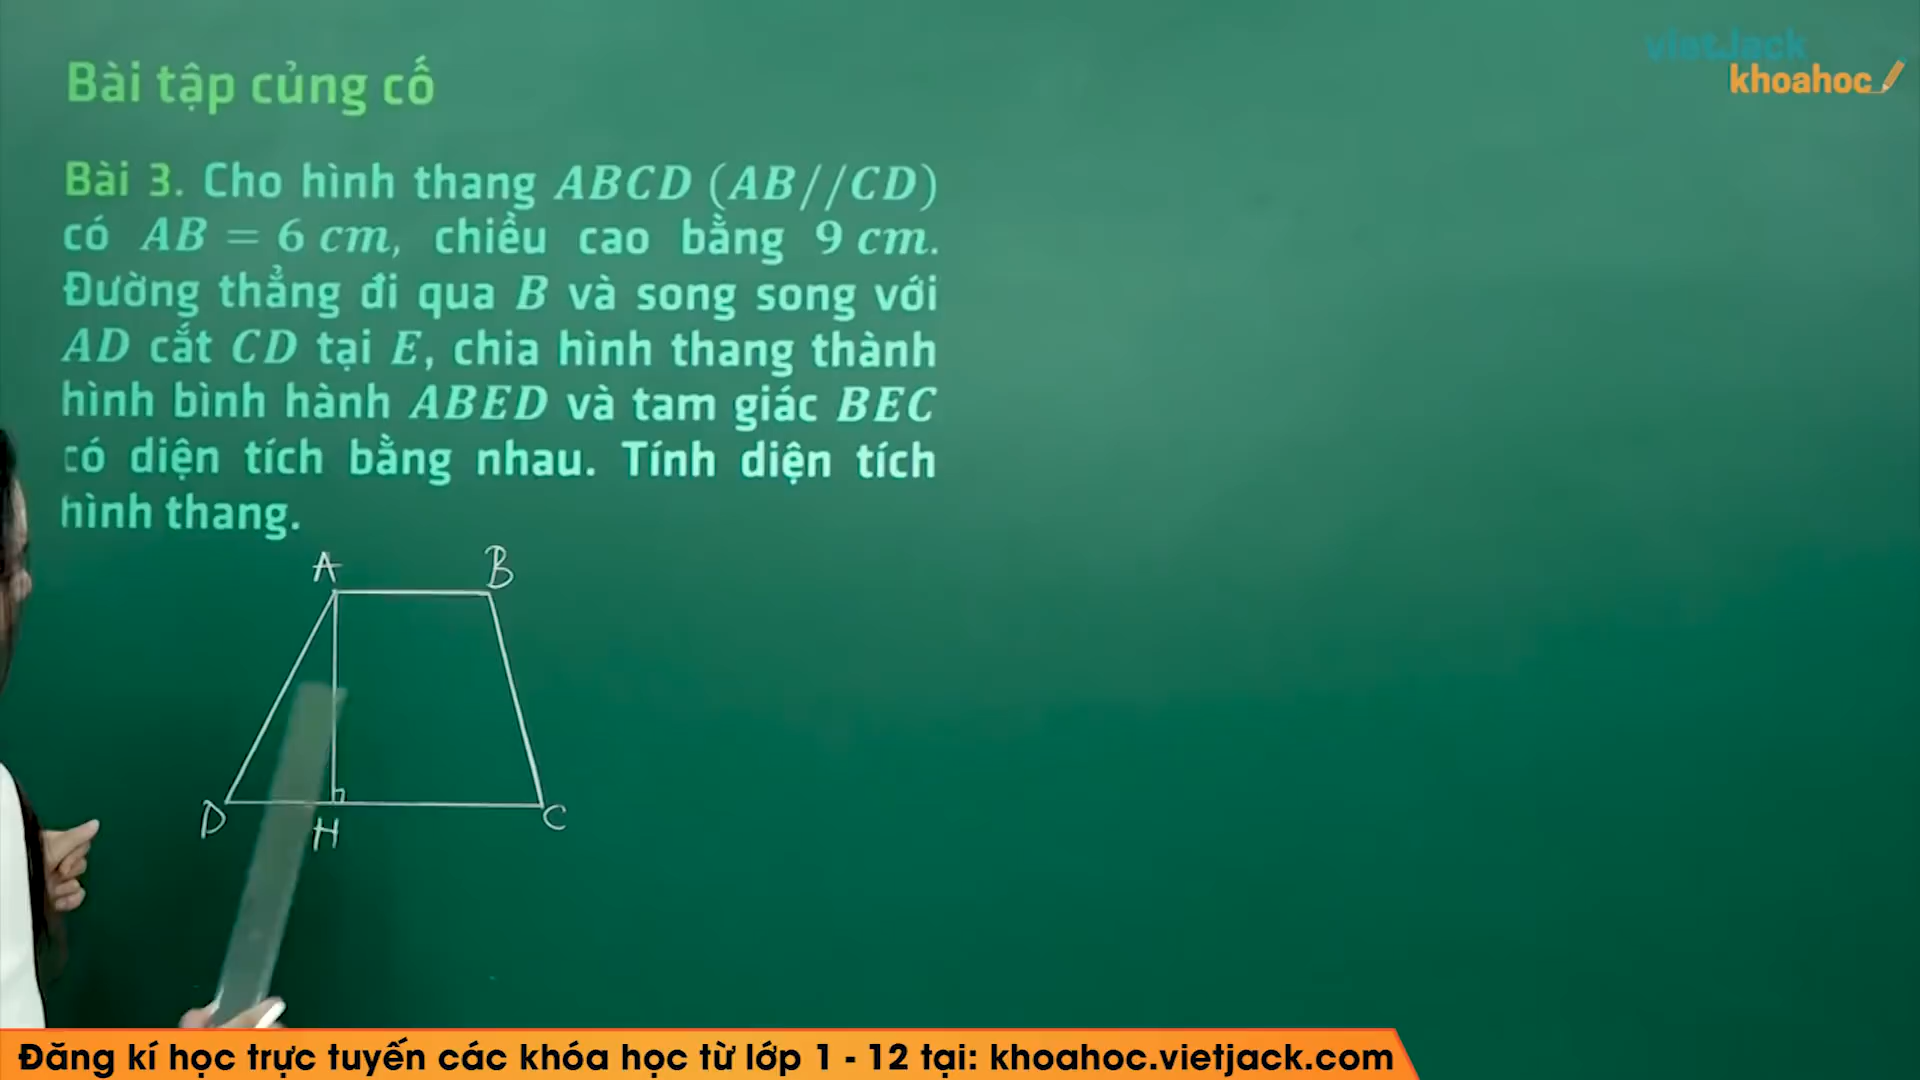 vietJack
khoahoc
Bài tập củng cố
Bài 3. Cho hình thang ABCD (AB//CD)
có AB = 6 cm, chiều cao bằng 9 cm.
Đường thẳng đi qua B và song song với
AD cắt CD tại E, chia hình thang thành
hình bình hành ABED và tam giác BEC
có diện tích bằng nhau. Tính diện tích
hình thang.
A B
D H C
Đăng kí học trực tuyến các khóa học từ lớp 1 - 12 tại: khoahoc.vietjack.com